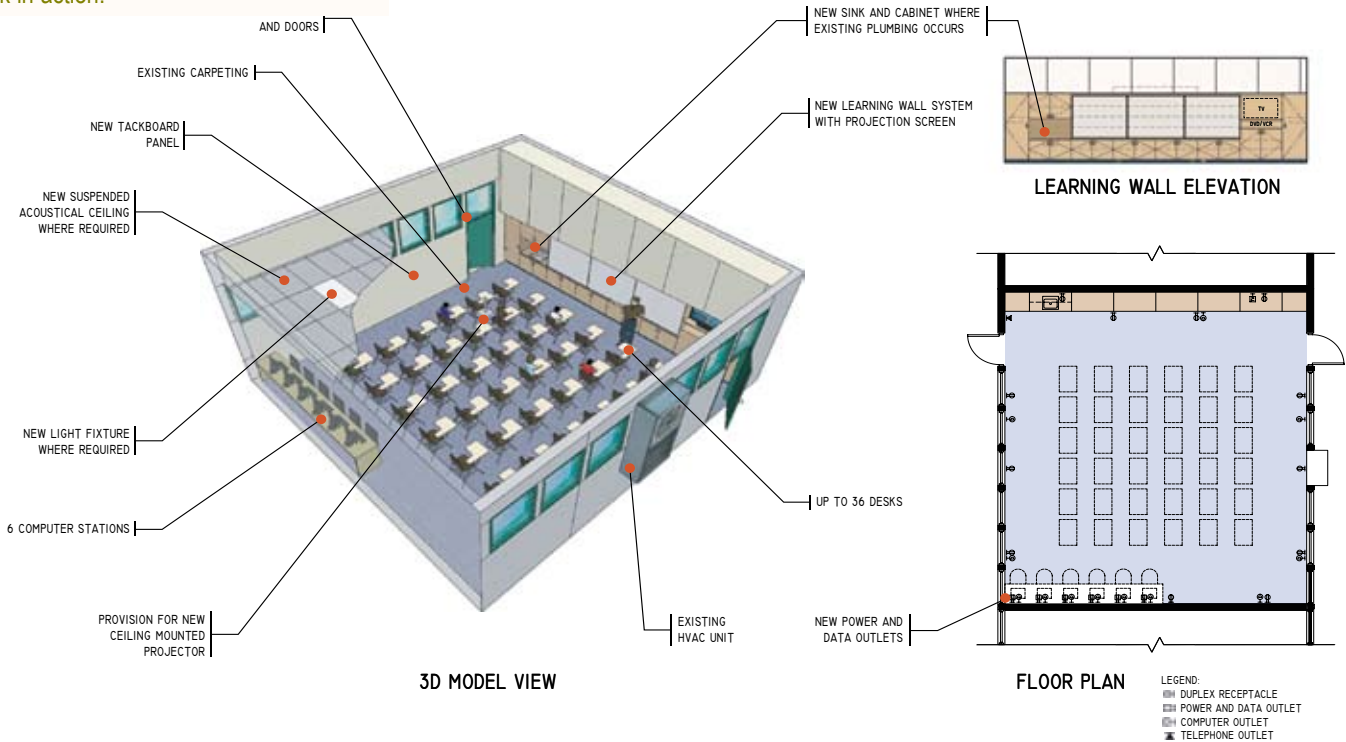 in action.
AND DOORS
EXISTING CARPETING
NEW TACKBOARD
PANEL
NEW SUSPENDED
ACOUSTICAL CEILING
WHERE REQUIRED
NEW LIGHT FIXTURE
WHERE REQUIRED
6 COMPUTER STATIONS
PROVISION FOR NEW
CEILING MOUNTED
PROJECTOR
3D MODEL VIEW
NEW SINK AND CABINET WHERE
EXISTING PLUMBING OCCURS
NEW LEARNING WALL SYSTEM
WITH PROJECTION SCREEN
UP TO 36 DESKS
EXISTING
HVAC UNIT
TV
DVD/VCR
LEARNING WALL ELEVATION
NEW POWER AND
DATA OUTLETS
FLOOR PLAN
LEGEND:
DUPLEX RECEPTACLE
POWER AND DATA OUTLET
COMPUTER OUTLET
TELEPHONE OUTLET